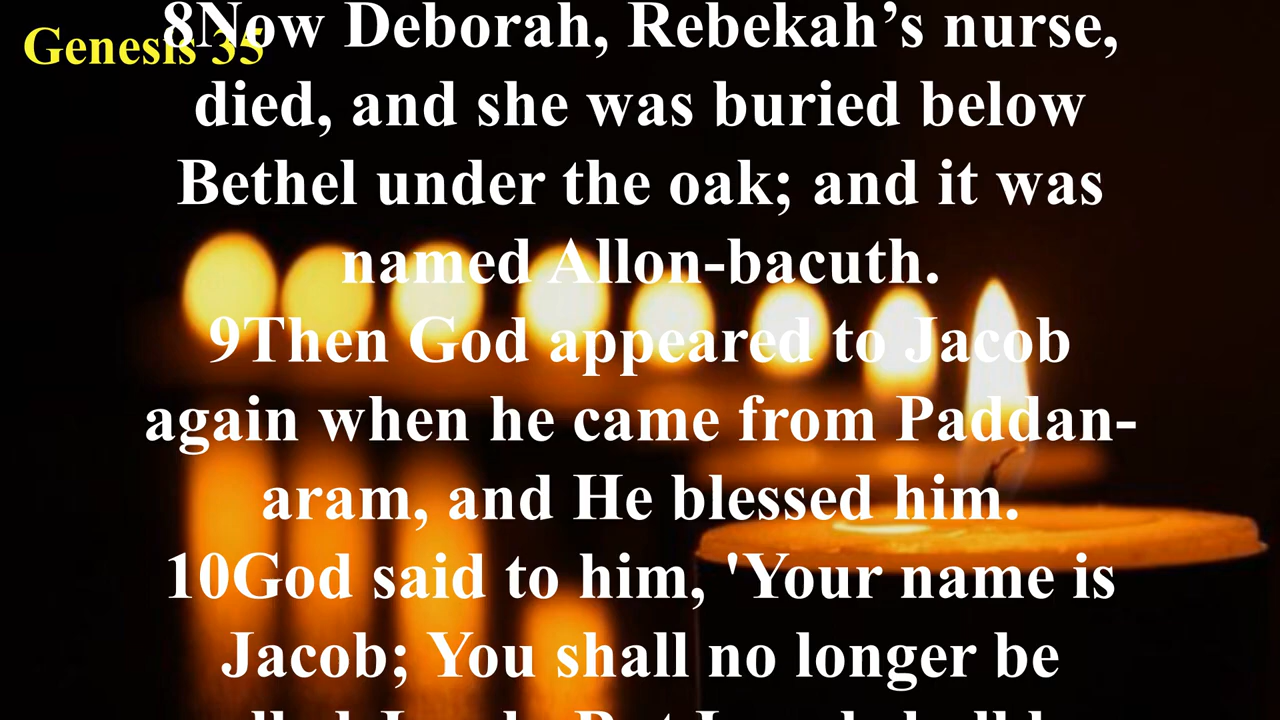 Genesis 35
8Now Deborah, Rebekah’s nurse,
died, and she was buried below
Bethel under the oak; and it was
named Allon-bacuth.
9Then God appeared to Jacob
again when he came from Paddan-
aram, and He blessed him.
10God said to him, 'Your name is
Jacob; You shall no longer be